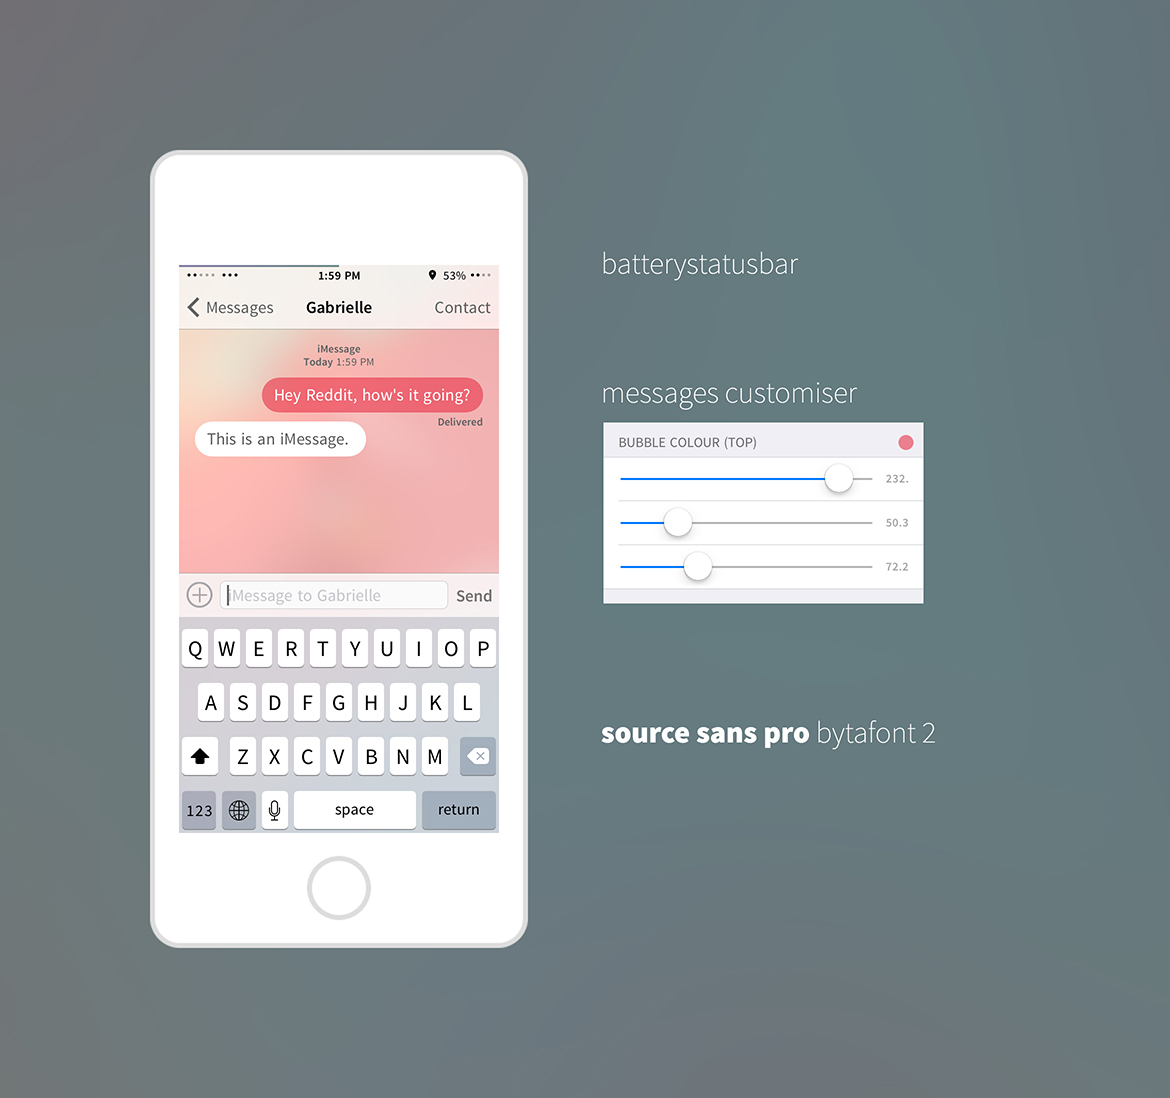 1:59 PM
53%
Messages
Gabrielle
Contact
iMessage
Today 1:59 PM
Hey Reddit, how's it going?
Delivered
This is an iMessage.
iMessage to Gabrielle
Send
Q W E R T Y U I O P
A S D F G H J K L
Z X C V B N M
123
space
return
batterystatusbar
messages customiser
BUBBLE COLOUR (TOP)
232.
50.3
72.2
source sans pro bytafont 2